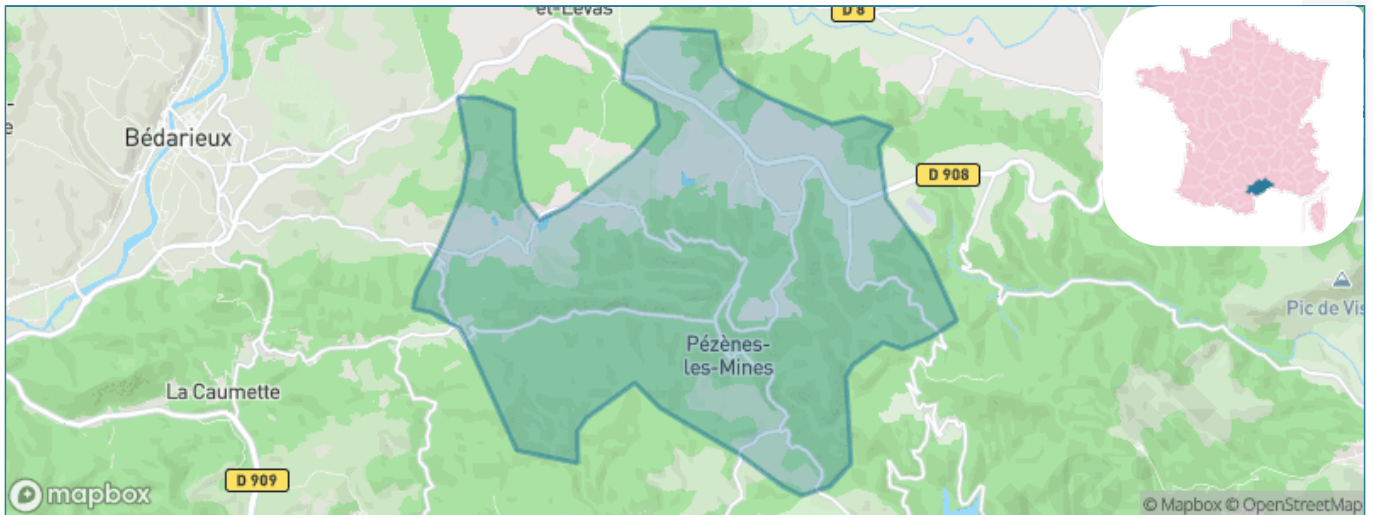 et-Levas
D 8
Bédarieux
D 908
Pic de Vis
Pézènes-
les-Mines
La Caumette
D 909
mapbox
© Mapbox © OpenStreetMap